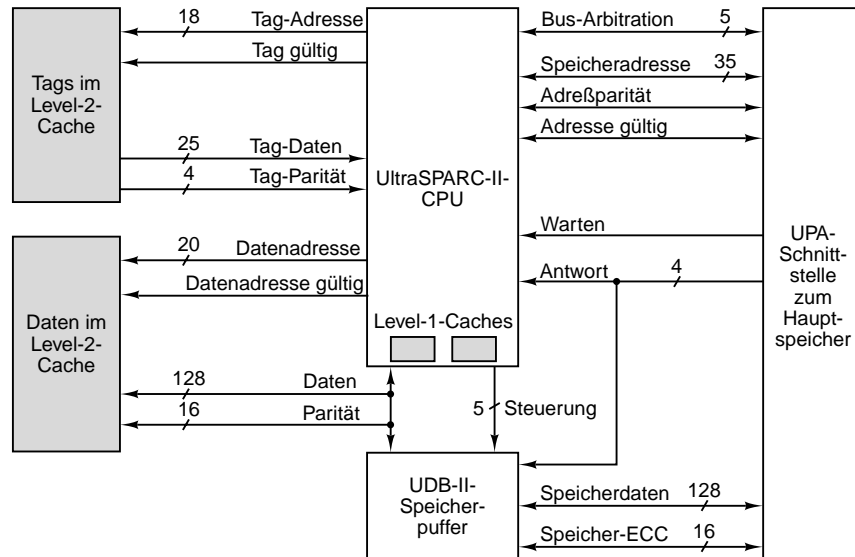 18
Tag-Adresse
Tag gültig
Tags im
Level-2-
Cache
25
Tag-Daten
4
Tag-Parität
20
Datenadresse
Datenadresse gültig
Daten im
Level-2-
Cache
128
Daten
16
Parität
UltraSPARC-II-
CPU
Level-1-Caches
5
Steuerung
UDB-II-
Speicher-
puffer
Bus-Arbitration
5
Speicheradresse
35
Adreßparität
Adresse gültig
Warten
Antwort
4
Speicherdaten
128
Speicher-ECC
16
UPA-
Schnitt-
stelle
zum
Haupt-
speicher